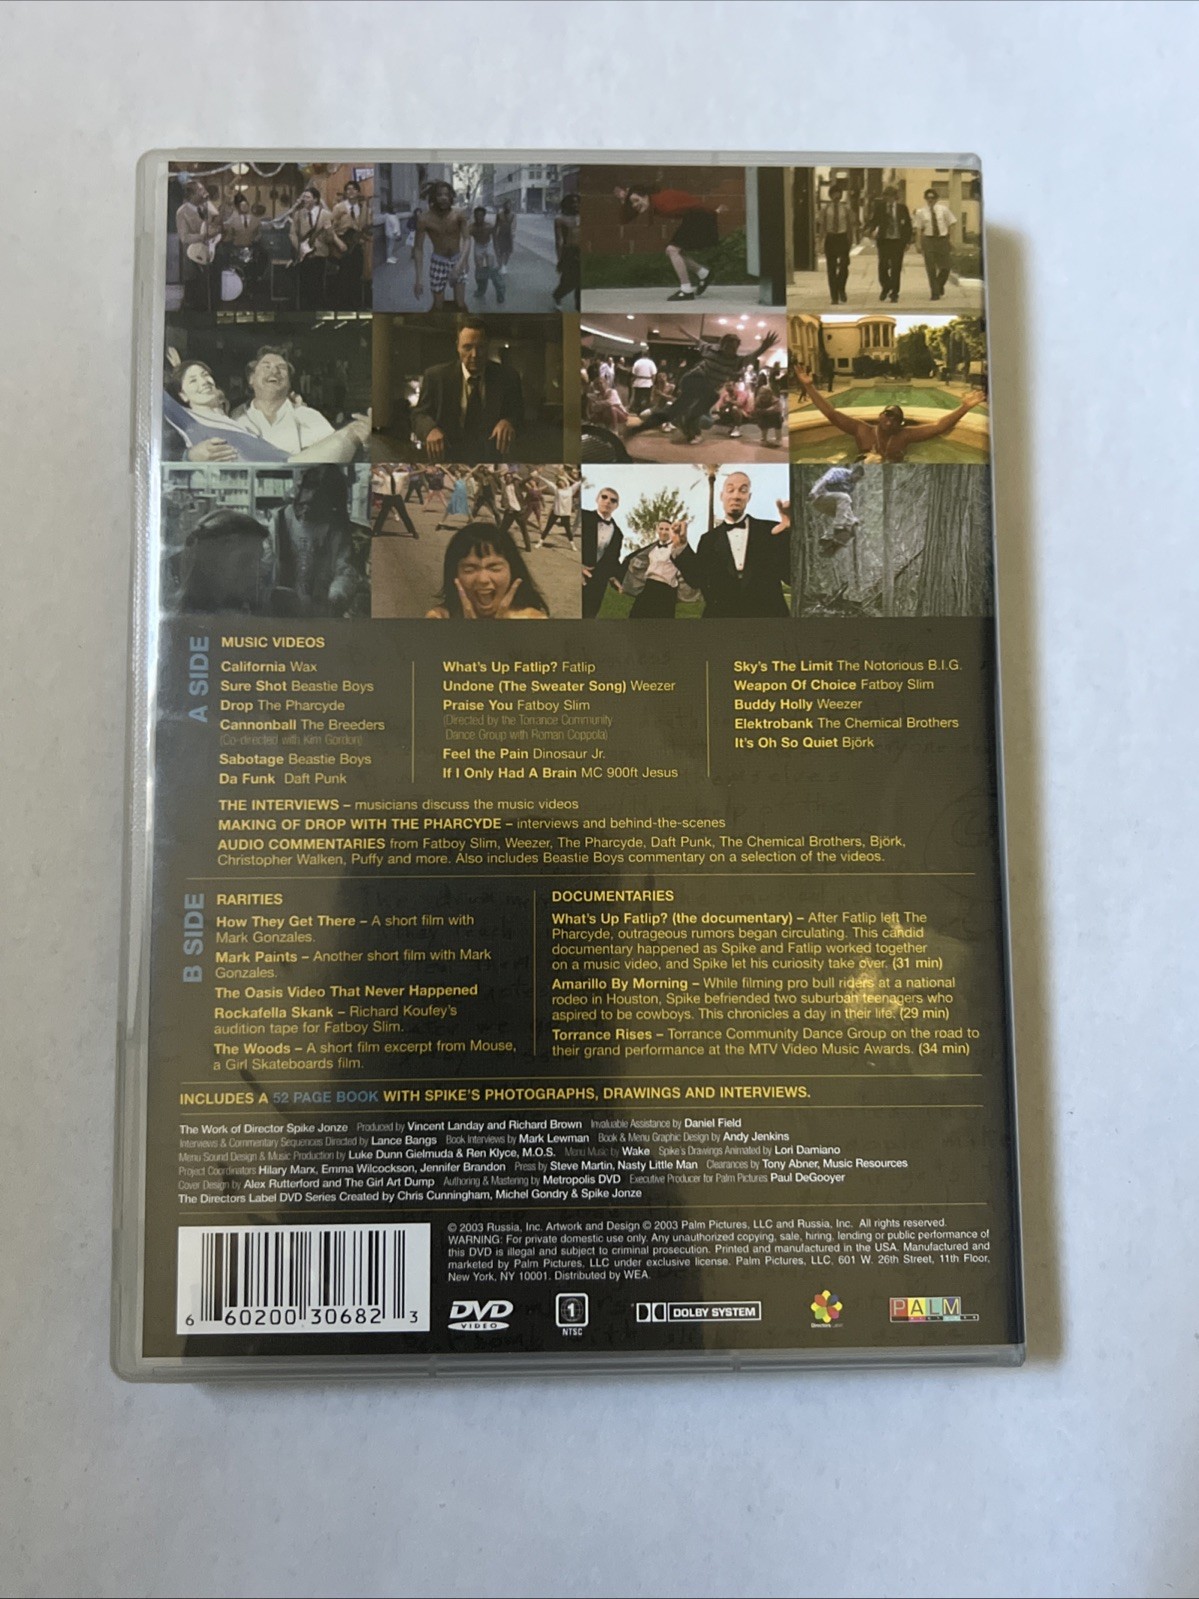 A SIDE
MUSIC VIDEOS
California Wax
Sure Shot Beastie Boys
Drop The Pharcyde
Cannonball The Breeders
(Co-directed with Kim Gordon)
Sabotage Beastie Boys
Da Funk Daft Punk
What's Up Fatlip? Fatlip
Undone (The Sweater Song) Weezer
Praise You Fatboy Slim
(Directed by the Torrance Community
Dance Group with Roman Coppola)
Feel the Pain Dinosaur Jr.
If I Only Had A Brain MC 900ft Jesus
Sky's The Limit The Notorious B.I.G.
Weapon Of Choice Fatboy Slim
Buddy Holly Weezer
Elektrobank The Chemical Brothers
It's Oh So Quiet Björk
THE INTERVIEWS – musicians discuss the music videos
MAKING OF DROP WITH THE PHARCYDE – interviews and behind-the-scenes
AUDIO COMMENTARIES from Fatboy Slim, Weezer, The Pharcyde, Daft Punk, The Chemical Brothers, Björk,
Christopher Walken, Puffy and more. Also includes Beastie Boys commentary on a selection of the videos.
B SIDE
RARITIES
How They Get There – A short film with
Mark Gonzales.
Mark Paints – Another short film with Mark
Gonzales.
The Oasis Video That Never Happened
Rockafella Skank – Richard Koufey's
audition tape for Fatboy Slim.
The Woods – A short film excerpt from Mouse,
a Girl Skateboards film.
DOCUMENTARIES
What's Up Fatlip? (the documentary) – After Fatlip left The
Pharcyde, outrageous rumors began circulating. This candid
documentary happened as Spike and Fatlip worked together
on a music video, and Spike let his curiosity take over. (31 min)
Amarillo By Morning – While filming pro bull riders at a national
rodeo in Houston, Spike befriended two suburban teenagers who
aspired to be cowboys. This chronicles a day in their life. (29 min)
Torrance Rises – Torrance Community Dance Group on the road to
their grand performance at the MTV Video Music Awards. (34 min)
INCLUDES A 52 PAGE BOOK WITH SPIKE'S PHOTOGRAPHS, DRAWINGS AND INTERVIEWS.
The Work of Director Spike Jonze Produced by Vincent Landay and Richard Brown Invaluable Assistance by Daniel Field
Interviews & Commentary Sequences Directed by Lance Bangs Book Interviews by Mark Lewman Book & Menu Graphic Design by Andy Jenkins
Menu Sound Design & Music Production by Luke Dunn Gielmuda & Ren Klyce, M.O.S. Menu Music by Wake Spike's Drawings Animated by Lori Damiano
Project Coordinators Hilary Marx, Emma Wilcockson, Jennifer Brandon Press by Steve Martin, Nasty Little Man Clearances by Tony Abner, Music Resources
Cover Design by Alex Rutterford and The Girl Art Dump Authoring & Mastering by Metropolis DVD Executive Producer for Palm Pictures Paul DeGooyer
The Directors Label DVD Series Created by Chris Cunningham, Michel Gondry & Spike Jonze
© 2003 Russia, Inc. Artwork and Design © 2003 Palm Pictures, LLC and Russia, Inc. All rights reserved.
WARNING: For private domestic use only. Any unauthorized copying, sale, hiring, lending or public performance of
this DVD is illegal and subject to criminal prosecution. Printed and manufactured in the USA. Manufactured and
marketed by Palm Pictures, LLC under exclusive license. Palm Pictures, LLC, 601 W. 26th Street, 11th Floor,
New York, NY 10001. Distributed by WEA.
6 60200 30682 3
DVD
VIDEO
1
NTSC
DOLBY SYSTEM
PALM